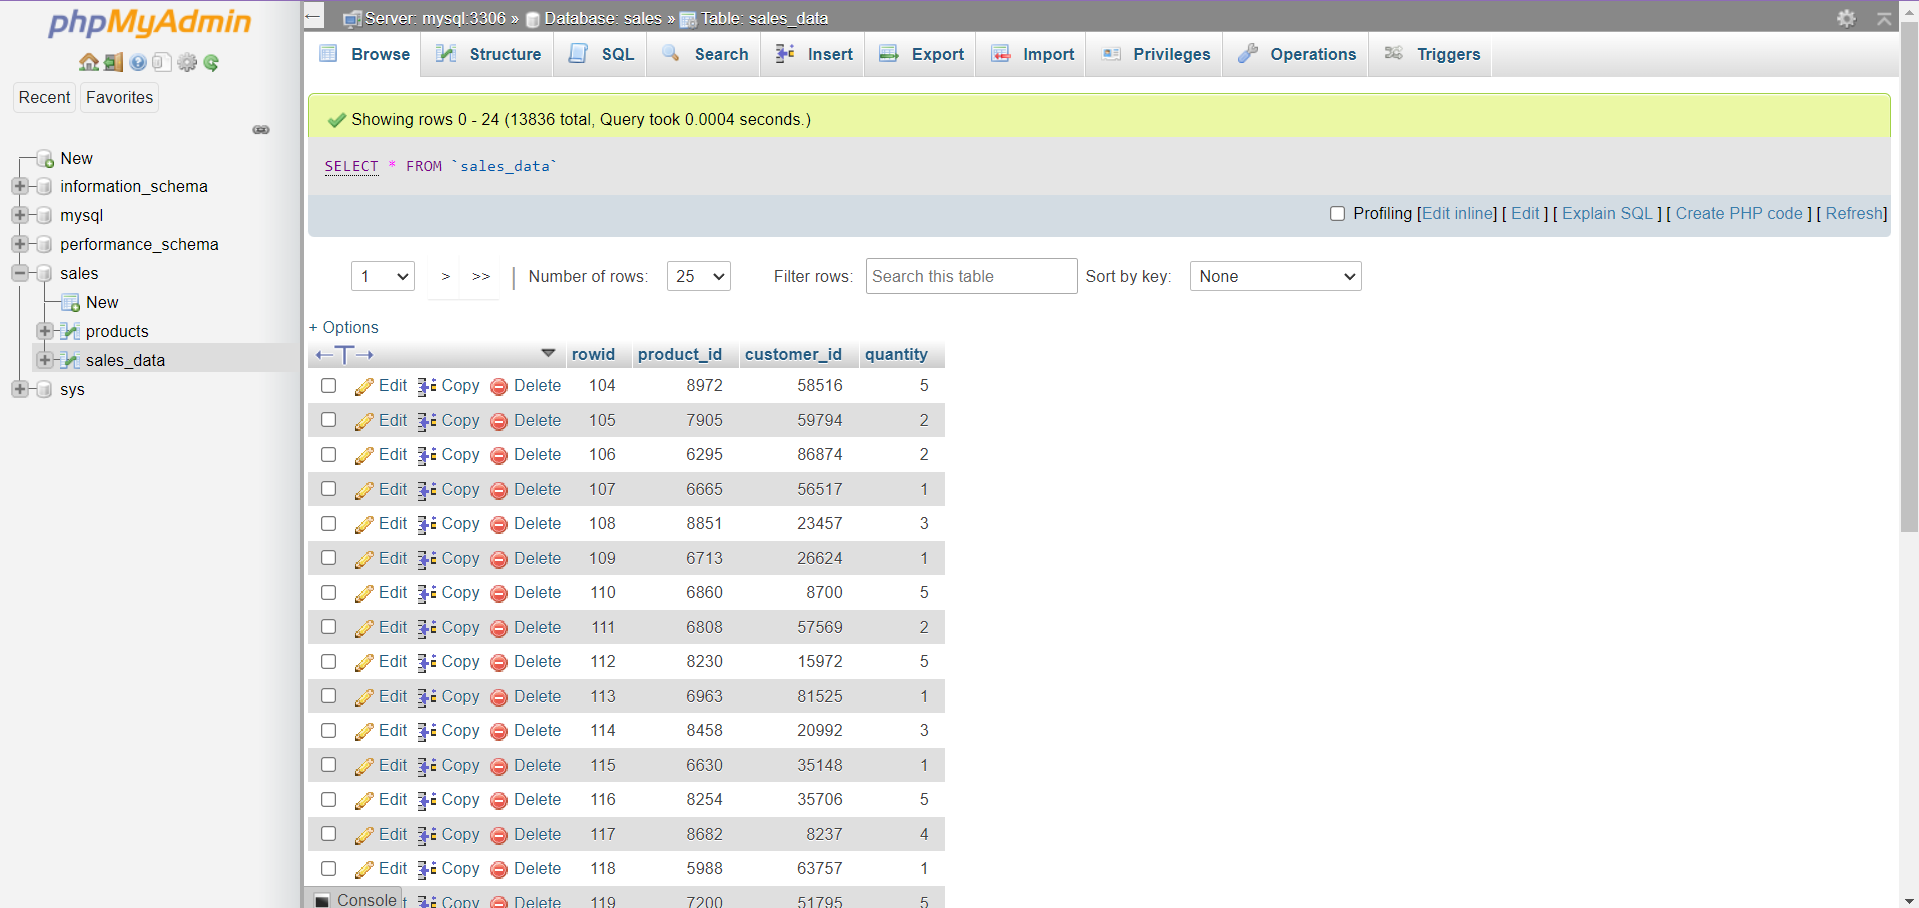 phpMyAdmin
Recent Favorites
New
information_schema
mysql
performance_schema
sales
New
products
sales_data
sys
Server: mysql:3306 » Database: sales » Table: sales_data
Browse Structure SQL Search Insert Export Import Privileges Operations Triggers
Showing rows 0 - 24 (13836 total, Query took 0.0004 seconds.)
SELECT * FROM `sales_data`
Profiling [Edit inline] [ Edit ] [ Explain SQL ] [ Create PHP code ] [ Refresh]
1 > >> | Number of rows: 25 Filter rows: Search this table Sort by key: None
+ Options
←T→ rowid product_id customer_id quantity
Edit Copy Delete 104 8972 58516 5
Edit Copy Delete 105 7905 59794 2
Edit Copy Delete 106 6295 86874 2
Edit Copy Delete 107 6665 56517 1
Edit Copy Delete 108 8851 23457 3
Edit Copy Delete 109 6713 26624 1
Edit Copy Delete 110 6860 8700 5
Edit Copy Delete 111 6808 57569 2
Edit Copy Delete 112 8230 15972 5
Edit Copy Delete 113 6963 81525 1
Edit Copy Delete 114 8458 20992 3
Edit Copy Delete 115 6630 35148 1
Edit Copy Delete 116 8254 35706 5
Edit Copy Delete 117 8682 8237 4
Edit Copy Delete 118 5988 63757 1
Console Copy Delete 119 7200 51795 5